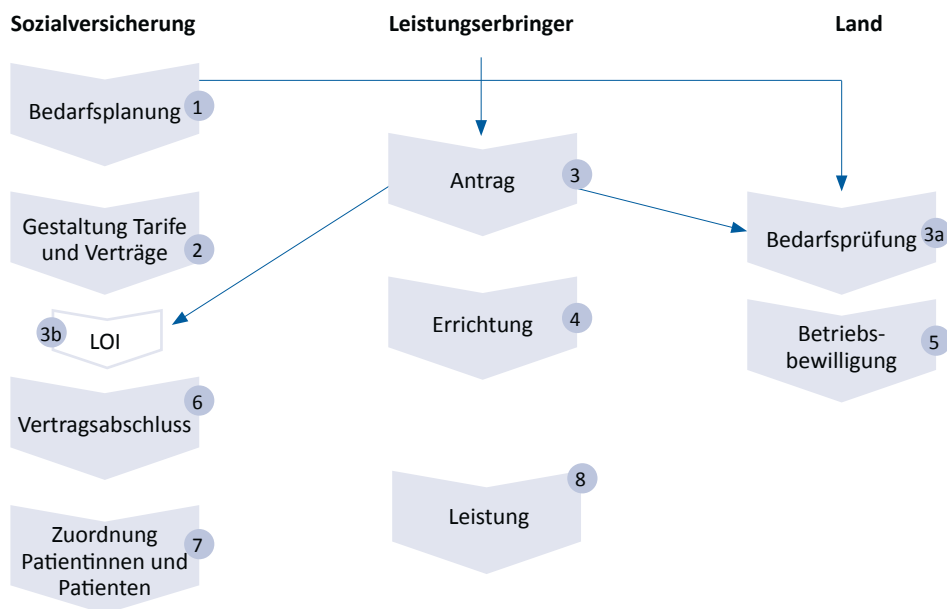 Sozialversicherung
Leistungserbringer
Land
Bedarfsplanung
1
Antrag
3
Gestaltung Tarife
und Verträge
2
Bedarfsprüfung
3a
3b
LOI
Errichtung
4
Betriebs-
bewilligung
5
6
Vertragsabschluss
8
Leistung
Zuordnung
Patientinnen und
Patienten
7